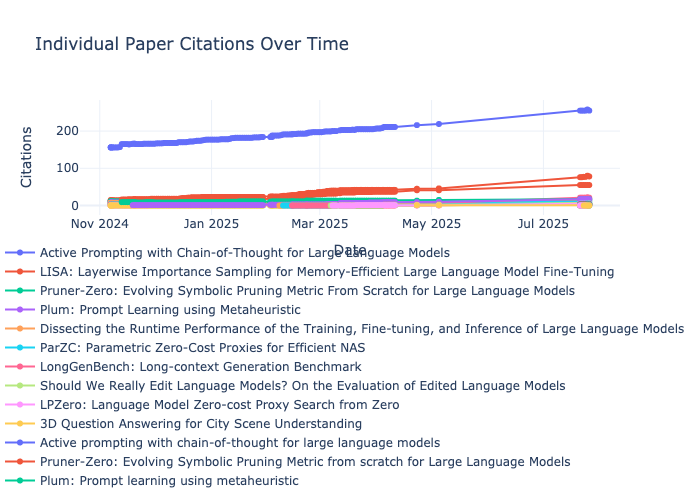 Individual Paper Citations Over Time
Citations
200
100
0
Nov 2024
Jan 2025
Mar 2025
May 2025
Jul 2025
Date
Active Prompting with Chain-of-Thought for Large Language Models
LISA: Layerwise Importance Sampling for Memory-Efficient Large Language Model Fine-Tuning
Pruner-Zero: Evolving Symbolic Pruning Metric From Scratch for Large Language Models
Plum: Prompt Learning using Metaheuristic
Dissecting the Runtime Performance of the Training, Fine-tuning, and Inference of Large Language Models
ParZC: Parametric Zero-Cost Proxies for Efficient NAS
LongGenBench: Long-context Generation Benchmark
Should We Really Edit Language Models? On the Evaluation of Edited Language Models
LPZero: Language Model Zero-cost Proxy Search from Zero
3D Question Answering for City Scene Understanding
Active prompting with chain-of-thought for large language models
Pruner-Zero: Evolving Symbolic Pruning Metric from scratch for Large Language Models
Plum: Prompt learning using metaheuristic